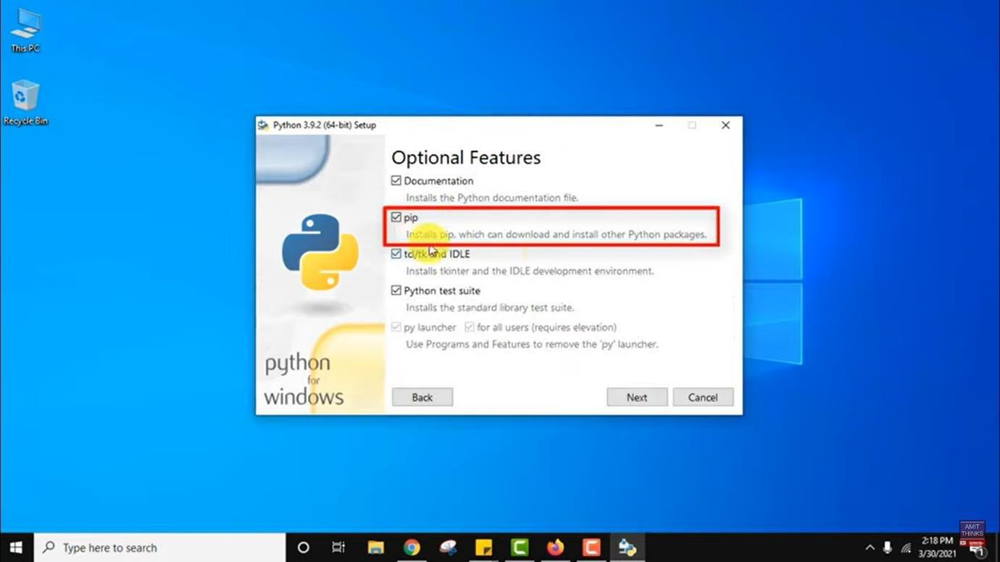 This PC
Recycle Bin
Python 3.9.2 (64-bit) Setup
Optional Features
Documentation
Installs the Python documentation file.
pip
Installs pip, which can download and install other Python packages.
tcl/tk and IDLE
Installs tkinter and the IDLE development environment.
Python test suite
Installs the standard library test suite.
py launcher for all users (requires elevation)
Use Programs and Features to remove the 'py' launcher.
python
for
windows
Back Next Cancel
Type here to search
2:18 PM
3/30/2021
AMIT
THINKS
1